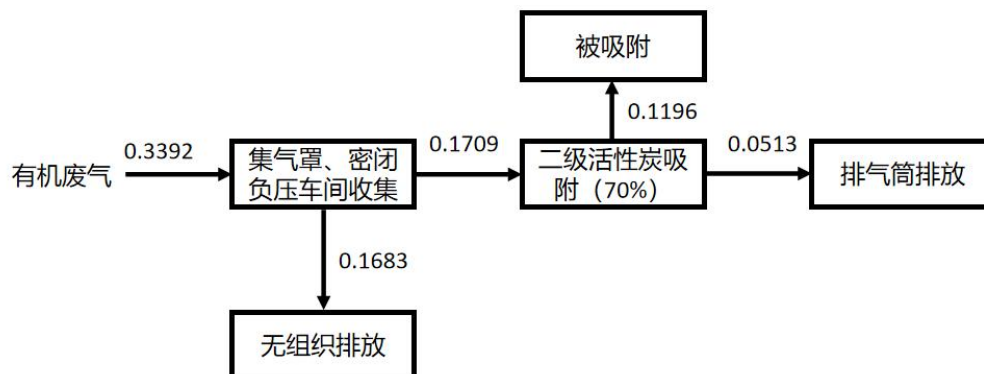 被吸附
0.1196
有机废气
0.3392
集气罩、密闭
负压车间收集
0.1709
二级活性炭吸
附（70%）
0.0513
排气筒排放
0.1683
无组织排放